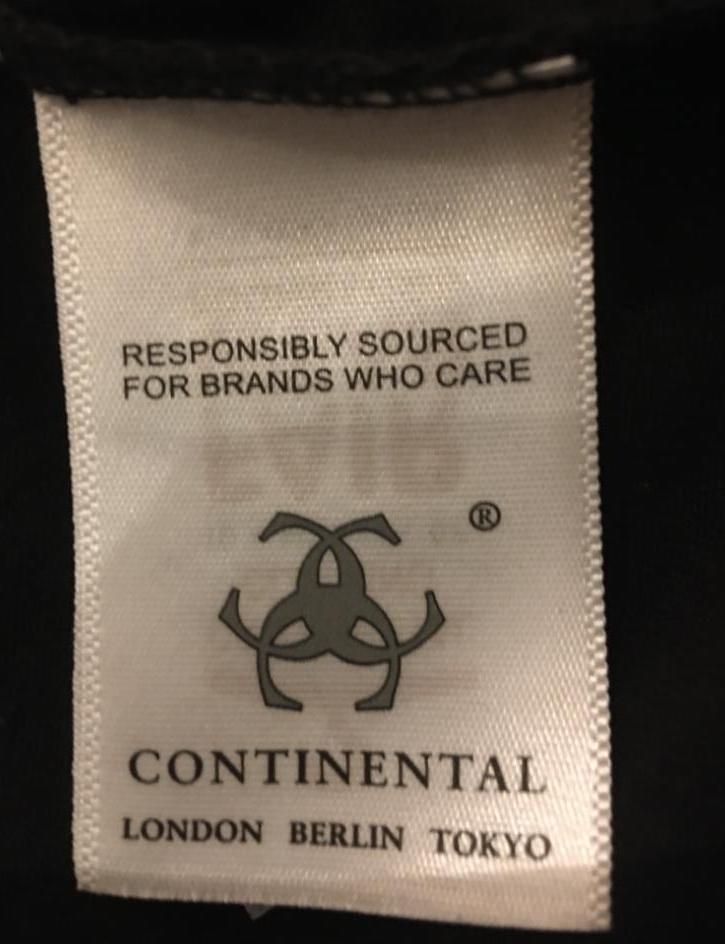 RESPONSIBLY SOURCED
FOR BRANDS WHO CARE
®
CONTINENTAL
LONDON BERLIN TOKYO